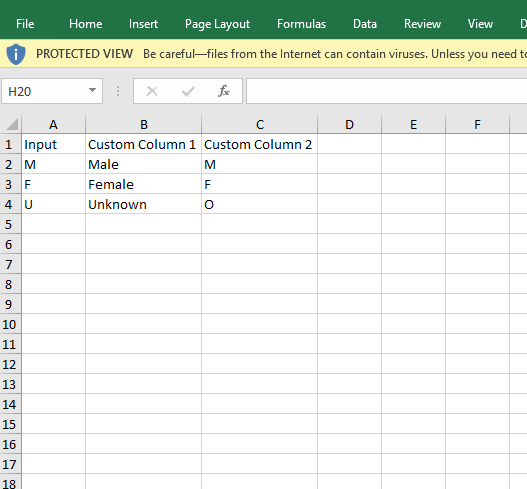 File Home Insert Page Layout Formulas Data Review View D
PROTECTED VIEW Be careful—files from the Internet can contain viruses. Unless you need to
H20 fx
A B C D E F
1 Input Custom Column 1 Custom Column 2
2 M Male M
3 F Female F
4 U Unknown O
5
6
7
8
9
10
11
12
13
14
15
16
17
18